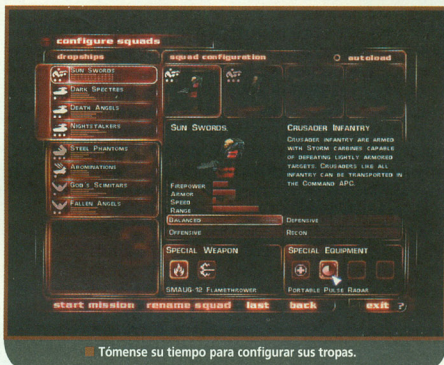 configure squads
dropships
squad configuration
autoload
SUN SWORDS
DARK SPECTRES
DEATH ANGELS
NIGHTSTALKERS
STEEL PHANTOMS
ABOMINATIONS
GOD'S SCIMITARS
FALLEN ANGELS
SUN SWORDS
CRUSADER INFANTRY
CRUSADER INFANTRY ARE ARMED
WITH STORM CARBINES CAPABLE
OF DEFEATING LIGHTLY ARMORED
TARGETS. CRUSADERS LIKE ALL
INFANTRY CAN BE TRANSPORTED IN
THE COMMAND APC.
FIREPOWER
ARMOR
SPEED
RANGE
BALANCED
DEFENSIVE
OFFENSIVE
RECON
SPECIAL WEAPON
SPECIAL EQUIPMENT
SMAUG-12 FLAMETHROWER
PORTABLE PULSE RADAR
start mission rename squad last back exit ?
Tómense su tiempo para configurar sus tropas.